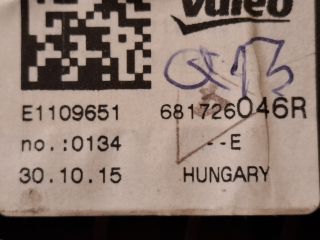 Valeo
E1109651 681726046R
no.:0134 --E
30.10.15 HUNGARY